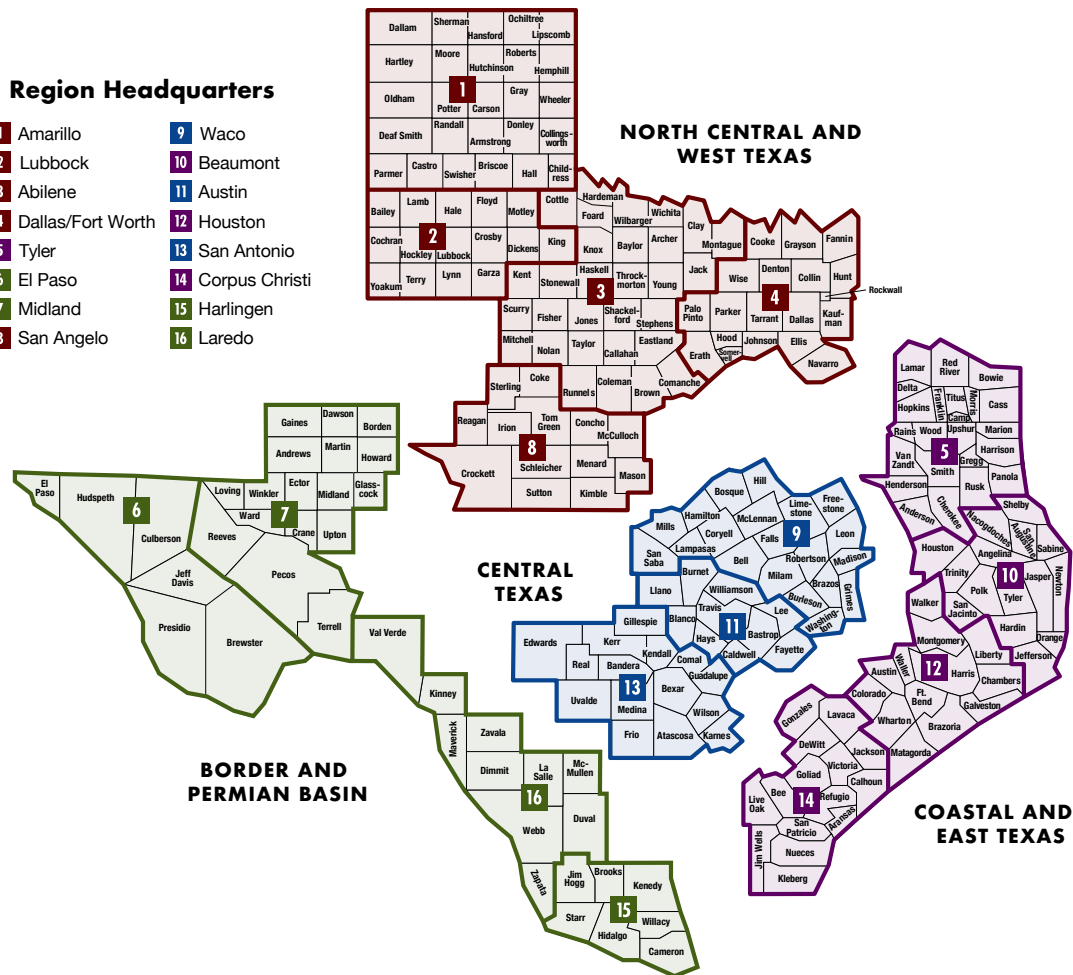 Region Headquarters
1 Amarillo
2 Lubbock
3 Abilene
4 Dallas/Fort Worth
5 Tyler
6 El Paso
7 Midland
8 San Angelo
9 Waco
10 Beaumont
11 Austin
12 Houston
13 San Antonio
14 Corpus Christi
15 Harlingen
16 Laredo
NORTH CENTRAL AND
WEST TEXAS
Dallam
Sherman
Hansford
Ochiltree
Lipscomb
Hartley
Moore
Hutchinson
Roberts
Hemphill
1
Oldham
Potter
Carson
Gray
Wheeler
Deaf Smith
Randall
Armstrong
Donley
Collings-
worth
Parmer
Castro
Swisher
Briscoe
Hall
Child-
ress
Bailey
Lamb
Hale
Floyd
Motley
2
Cochran
Hockley
Lubbock
Crosby
Dickens
King
Yoakum
Terry
Lynn
Garza
Cottle
Hardeman
Foard
Wilbarger
Wichita
Clay
Montague
Knox
Baylor
Archer
Jack
Kent
Stonewall
Haskell
3
Throck-
morton
Young
Scurry
Fisher
Jones
Shackel-
ford
Stephens
Mitchell
Nolan
Taylor
Callahan
Eastland
Runnels
Coleman
Brown
Comanche
Cooke
Grayson
Fannin
Wise
Denton
Collin
Hunt
Rockwall
4
Palo
Pinto
Parker
Tarrant
Dallas
Kauf-
man
Erath
Hood
Somer-
vell
Johnson
Ellis
Navarro
Sterling
Coke
Reagan
Irion
Tom
Green
Concho
McCulloch
8
Crockett
Schleicher
Menard
Mason
Sutton
Kimble
BORDER AND
PERMIAN BASIN
El
Paso
Hudspeth
6
Culberson
Jeff
Davis
Presidio
Brewster
Gaines
Dawson
Borden
Andrews
Martin
Howard
Loving
Winkler
Ector
Midland
Glass-
cock
7
Ward
Crane
Upton
Reeves
Pecos
Terrell
Val Verde
Kinney
Maverick
Zavala
Dimmit
La
Salle
Mc-
Mullen
16
Webb
Duval
Zapata
Jim
Hogg
Brooks
Kenedy
15
Starr
Hidalgo
Willacy
Cameron
CENTRAL
TEXAS
Bosque
Hill
Lime-
stone
Free-
stone
Hamilton
McLennan
9
Mills
Coryell
Falls
Leon
San
Saba
Lampasas
Bell
Robertson
Madison
Milam
Brazos
Grimes
Burleson
Washing-
ton
Burnet
Llano
Williamson
Travis
Lee
Blanco
11
Hays
Bastrop
Caldwell
Fayette
Gillespie
Edwards
Kerr
Kendall
Comal
Real
Bandera
Guadalupe
13
Uvalde
Medina
Bexar
Wilson
Frio
Atascosa
Karnes
COASTAL AND
EAST TEXAS
Lamar
Red
River
Bowie
Delta
Franklin
Titus
Morris
Cass
Hopkins
Camp
Rains
Wood
Upshur
Marion
5
Van
Zandt
Smith
Gregg
Harrison
Henderson
Rusk
Panola
Anderson
Cherokee
Nacogdoches
Shelby
San
Augustine
Sabine
Houston
Angelina
Trinity
10
Jasper
Newton
Polk
Tyler
San
Jacinto
Hardin
Orange
Jefferson
Walker
Montgomery
Liberty
Austin
Waller
12
Harris
Chambers
Colorado
Ft.
Bend
Galveston
Wharton
Brazoria
Matagorda
Gonzales
Lavaca
DeWitt
Jackson
Victoria
Goliad
Calhoun
Bee
14
Refugio
Live
Oak
Aransas
San
Patricio
Jim Wells
Nueces
Kleberg